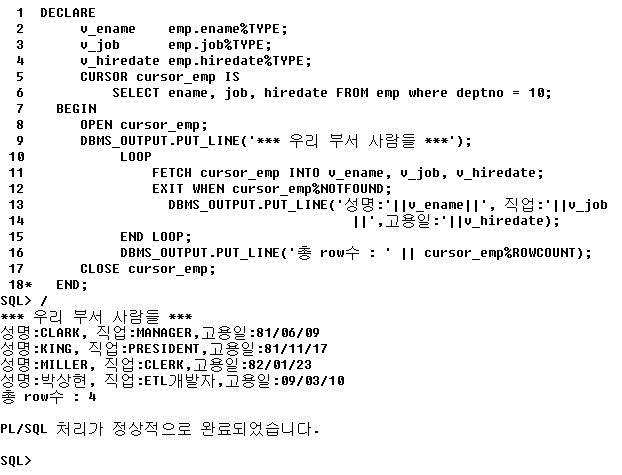 1  DECLARE
2       v_ename    emp.ename%TYPE;
3       v_job      emp.job%TYPE;
4       v_hiredate emp.hiredate%TYPE;
5       CURSOR cursor_emp IS
6           SELECT ename, job, hiredate FROM emp where deptno = 10;
7    BEGIN
8       OPEN cursor_emp;
9       DBMS_OUTPUT.PUT_LINE('*** 우리 부서 사람들 ***');
10            LOOP
11                FETCH cursor_emp INTO v_ename, v_job, v_hiredate;
12                EXIT WHEN cursor_emp%NOTFOUND;
13                  DBMS_OUTPUT.PUT_LINE('성명:'||v_ename||', 직업:'||v_job
14                                         ||',고용일:'||v_hiredate);
15            END LOOP;
16            DBMS_OUTPUT.PUT_LINE('총 row수 : ' || cursor_emp%ROWCOUNT);
17       CLOSE cursor_emp;
18*   END;
SQL> /
*** 우리 부서 사람들 ***
성명:CLARK, 직업:MANAGER,고용일:81/06/09
성명:KING, 직업:PRESIDENT,고용일:81/11/17
성명:MILLER, 직업:CLERK,고용일:82/01/23
성명:박상현, 직업:ETL개발자,고용일:09/03/10
총 row수 : 4
PL/SQL 처리가 정상적으로 완료되었습니다.
SQL>